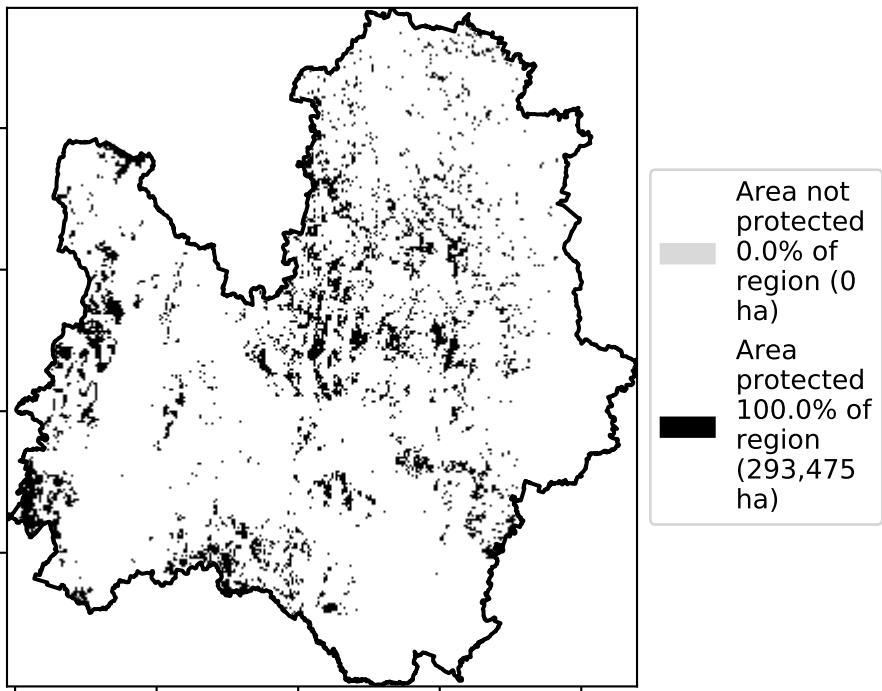 Area not
protected
0.0% of
region (0
ha)
Area
protected
100.0% of
region
(293,475
ha)